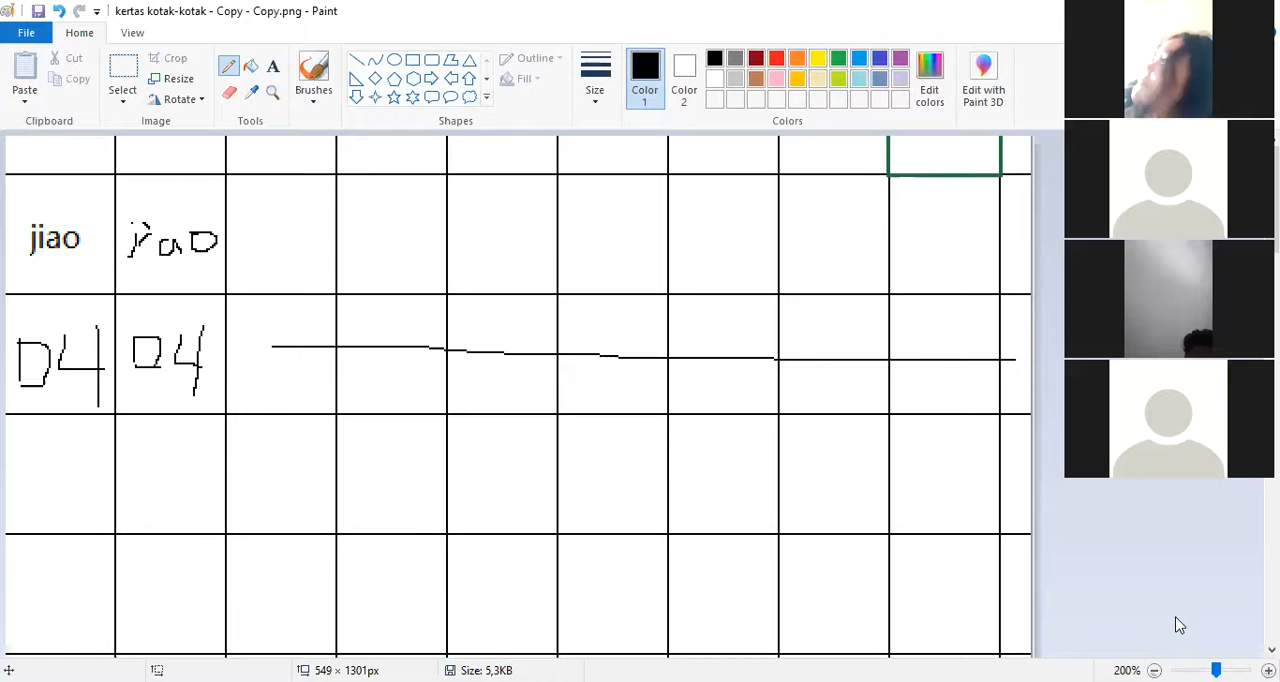 kertas kotak-kotak - Copy - Copy.png - Paint
File Home View
Paste Cut Copy
Clipboard
Select Crop Resize Rotate
Image
A
Tools
Brushes
Outline Fill
Shapes
Size
Color 1
Color 2
Edit colors
Colors
Edit with Paint 3D
jiao jiao
D4 D4
549 × 1301px Size: 5,3KB 200%